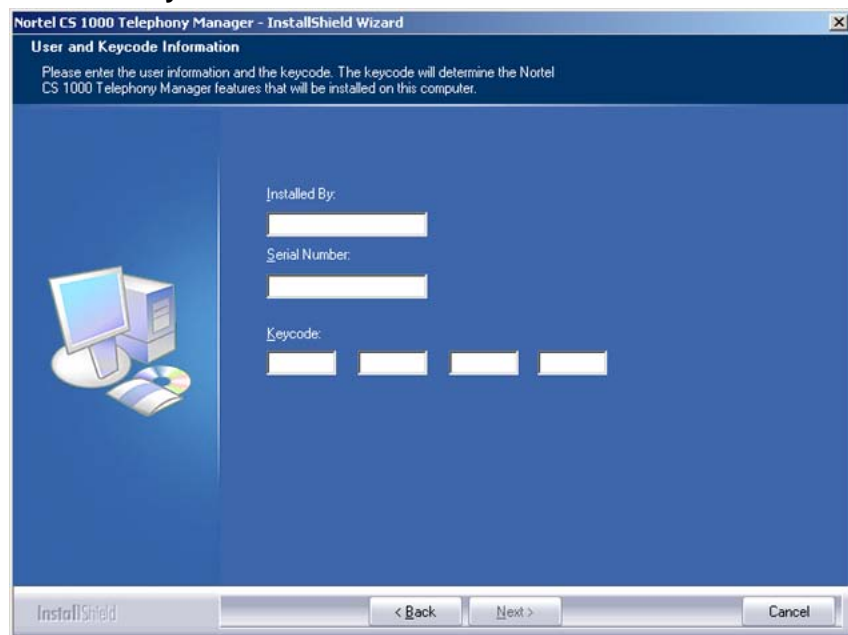 Nortel CS 1000 Telephony Manager - InstallShield Wizard
User and Keycode Information
Please enter the user information and the keycode. The keycode will determine the Nortel
CS 1000 Telephony Manager features that will be installed on this computer.
Installed By:
Serial Number:
Keycode:
InstallShield
< Back
Next >
Cancel